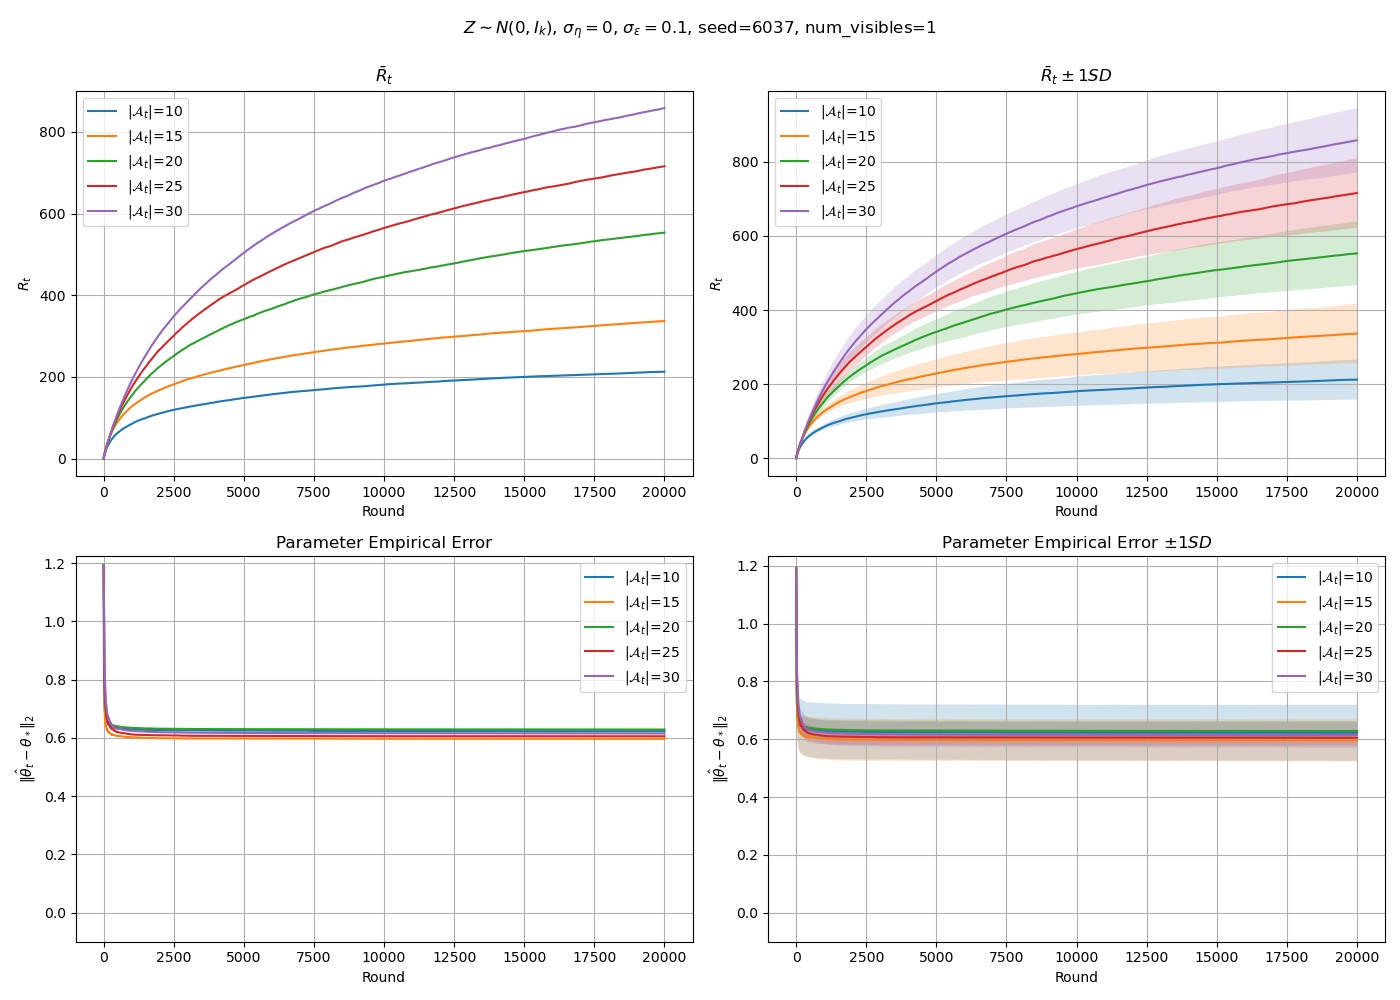 Z ∼ N(0, I_k), σ_η = 0, σ_ε = 0.1, seed=6037, num_visibles=1
R̄_t
R_t
800
600
400
200
0
|𝒜_t|=10
|𝒜_t|=15
|𝒜_t|=20
|𝒜_t|=25
|𝒜_t|=30
0 2500 5000 7500 10000 12500 15000 17500 20000
Round
R̄_t ± 1SD
R_t
800
600
400
200
0
|𝒜_t|=10
|𝒜_t|=15
|𝒜_t|=20
|𝒜_t|=25
|𝒜_t|=30
0 2500 5000 7500 10000 12500 15000 17500 20000
Round
Parameter Empirical Error
‖θ̂_t − θ_*‖_2
1.2
1.0
0.8
0.6
0.4
0.2
0.0
|𝒜_t|=10
|𝒜_t|=15
|𝒜_t|=20
|𝒜_t|=25
|𝒜_t|=30
0 2500 5000 7500 10000 12500 15000 17500 20000
Round
Parameter Empirical Error ±1SD
‖θ̂_t − θ_*‖_2
1.2
1.0
0.8
0.6
0.4
0.2
0.0
|𝒜_t|=10
|𝒜_t|=15
|𝒜_t|=20
|𝒜_t|=25
|𝒜_t|=30
0 2500 5000 7500 10000 12500 15000 17500 20000
Round